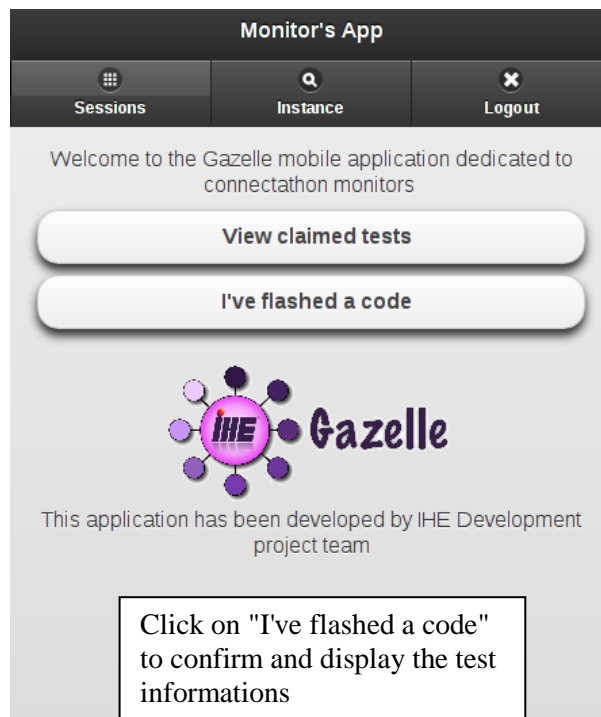 Monitor's App
Sessions
Instance
Logout
Welcome to the Gazelle mobile application dedicated to
connectathon monitors
View claimed tests
I've flashed a code
IHE
Gazelle
This application has been developed by IHE Development
project team
Click on "I've flashed a code"
to confirm and display the test
informations